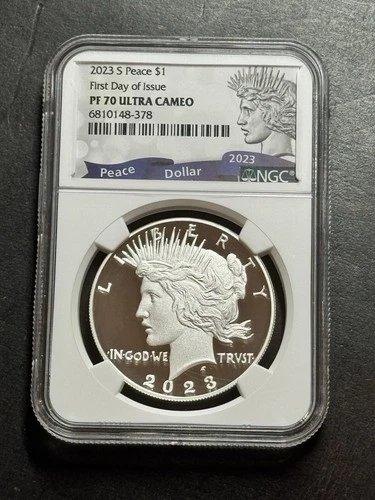 2023 S Peace $1
First Day of Issue
PF 70 ULTRA CAMEO
6810148-378
Peace Dollar 2023
NGC®
LIBERTY
·IN·GOD·WE TRVST·
2023